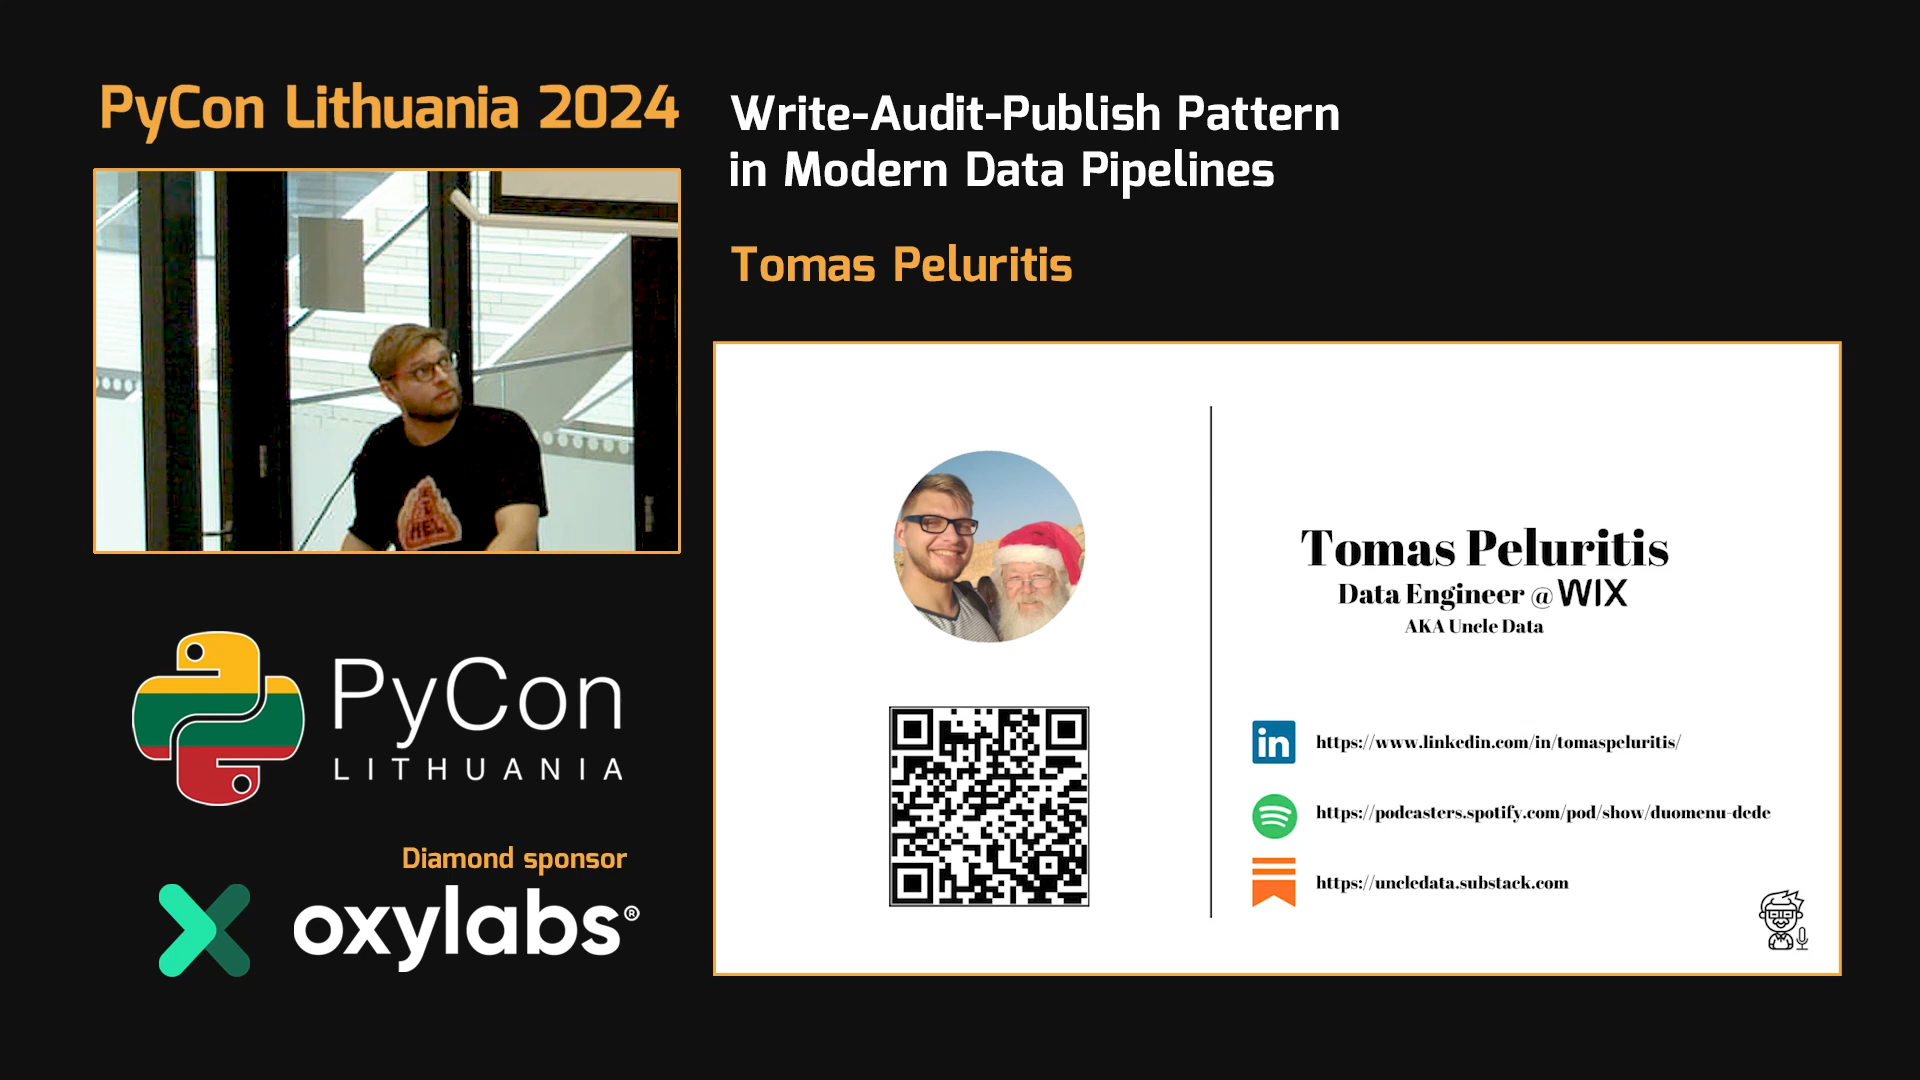 PyCon Lithuania 2024
Write-Audit-Publish Pattern
in Modern Data Pipelines
Tomas Peluritis
HEL
Tomas Peluritis
Data Engineer @ WIX
AKA Uncle Data
https://www.linkedin.com/in/tomaspeluritis/
https://podcasters.spotify.com/pod/show/duomenu-dede
https://uncledata.substack.com
PyCon
LITHUANIA
Diamond sponsor
oxylabs®